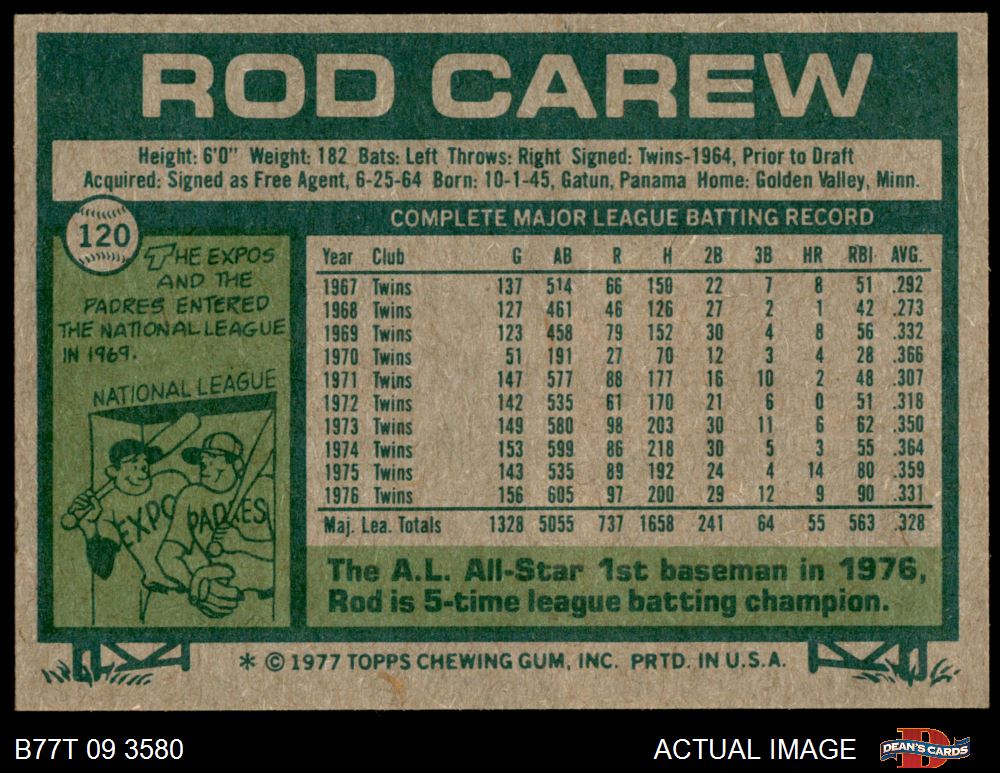 ROD CAREW
Height: 6'0" Weight: 182 Bats: Left Throws: Right Signed: Twins-1964, Prior to Draft
Acquired: Signed as Free Agent, 6-25-64 Born: 10-1-45, Gatun, Panama Home: Golden Valley, Minn.
120
THE EXPOS
AND THE
PADRES ENTERED
THE NATIONAL LEAGUE
IN 1969.
NATIONAL LEAGUE
EXPO
PADRES
COMPLETE MAJOR LEAGUE BATTING RECORD
Year Club G AB R H 2B 3B HR RBI AVG.
1967 Twins 137 514 66 150 22 7 8 51 .292
1968 Twins 127 461 46 126 27 2 1 42 .273
1969 Twins 123 458 79 152 30 4 8 56 .332
1970 Twins 51 191 27 70 12 3 4 28 .366
1971 Twins 147 577 88 177 16 10 2 48 .307
1972 Twins 142 535 61 170 21 6 0 51 .318
1973 Twins 149 580 98 203 30 11 6 62 .350
1974 Twins 153 599 86 218 30 5 3 55 .364
1975 Twins 143 535 89 192 24 4 14 80 .359
1976 Twins 156 605 97 200 29 12 9 90 .331
Maj. Lea. Totals 1328 5055 737 1658 241 64 55 563 .328
The A.L. All-Star 1st baseman in 1976,
Rod is 5-time league batting champion.
* © 1977 TOPPS CHEWING GUM, INC. PRTD. IN U.S.A.
B77T 09 3580
ACTUAL IMAGE
DEAN'S CARDS